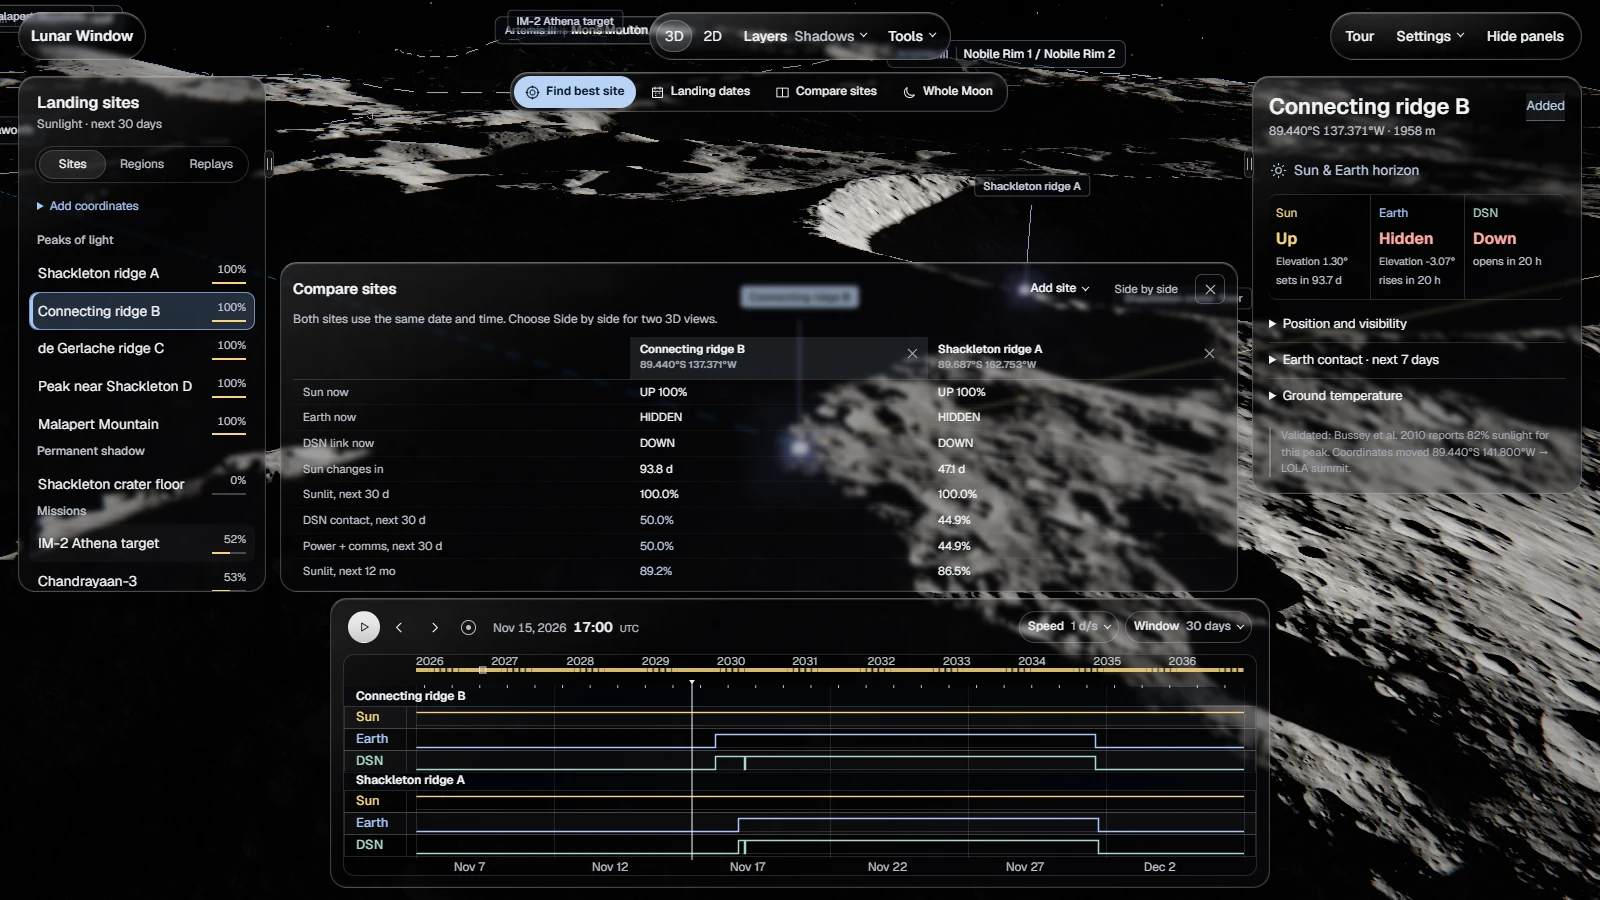 Lunar Window
IM-2 Athena target
Mons Mouton
3D
2D
Layers Shadows
Tools
Nobile Rim 1 / Nobile Rim 2
Tour
Settings
Hide panels
Find best site
Landing dates
Compare sites
Whole Moon
Landing sites
Sunlight · next 30 days
Sites
Regions
Replays
Add coordinates
Peaks of light
Shackleton ridge A 100%
Connecting ridge B 100%
de Gerlache ridge C 100%
Peak near Shackleton D 100%
Malapert Mountain 100%
Permanent shadow
Shackleton crater floor 0%
Missions
IM-2 Athena target 52%
Chandrayaan-3 53%
Shackleton ridge A
Compare sites
Add site
Side by side
Both sites use the same date and time. Choose Side by side for two 3D views.
Connecting ridge B
89.440°S 137.371°W
Shackleton ridge A
89.687°S 162.753°W
Sun now UP 100% UP 100%
Earth now HIDDEN HIDDEN
DSN link now DOWN DOWN
Sun changes in 93.8 d 47.1 d
Sunlit, next 30 d 100.0% 100.0%
DSN contact, next 30 d 50.0% 44.9%
Power + comms, next 30 d 50.0% 44.9%
Sunlit, next 12 mo 89.2% 86.5%
Connecting ridge B
Added
89.440°S 137.371°W · 1958 m
Sun & Earth horizon
Sun
Up
Elevation 1.30°
sets in 93.7 d
Earth
Hidden
Elevation -3.07°
rises in 20 h
DSN
Down
opens in 20 h
Position and visibility
Earth contact · next 7 days
Ground temperature
Validated: Bussey et al. 2010 reports 82% sunlight for
this peak. Coordinates moved 89.440°S 141.800°W →
LOLA summit.
Nov 15, 2026 17:00 UTC
Speed 1 d/s
Window 30 days
2026 2027 2028 2029 2030 2031 2032 2033 2034 2035 2036
Connecting ridge B
Sun
Earth
DSN
Shackleton ridge A
Sun
Earth
DSN
Nov 7 Nov 12 Nov 17 Nov 22 Nov 27 Dec 2